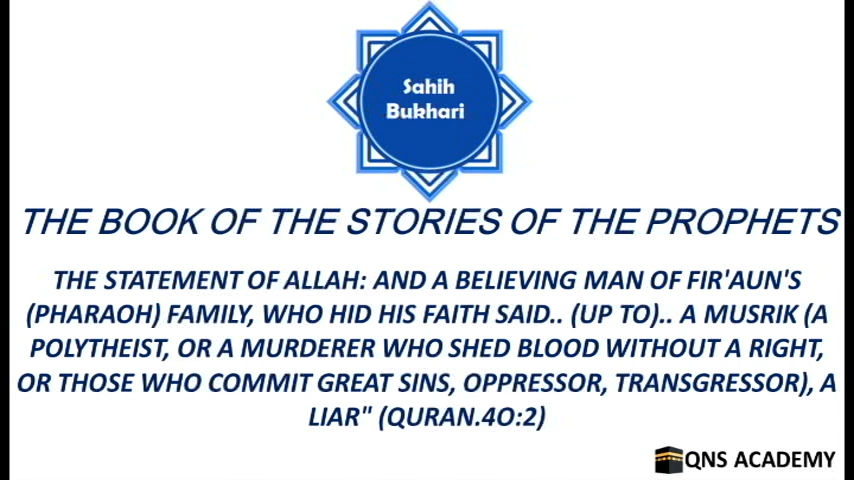 Sahih
Bukhari
THE BOOK OF THE STORIES OF THE PROPHETS
THE STATEMENT OF ALLAH: AND A BELIEVING MAN OF FIR'AUN'S
(PHARAOH) FAMILY, WHO HID HIS FAITH SAID.. (UP TO).. A MUSRIK (A
POLYTHEIST, OR A MURDERER WHO SHED BLOOD WITHOUT A RIGHT,
OR THOSE WHO COMMIT GREAT SINS, OPPRESSOR, TRANSGRESSOR), A
LIAR" (QURAN.4O:2)
QNS ACADEMY